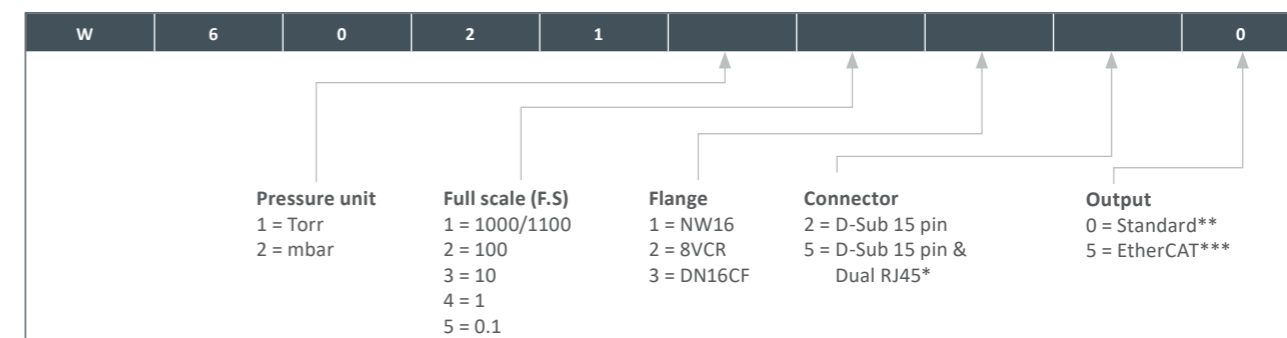 W 6 0 2 1 0
Pressure unit
1 = Torr
2 = mbar
Full scale (F.S)
1 = 1000/1100
2 = 100
3 = 10
4 = 1
5 = 0.1
Flange
1 = NW16
2 = 8VCR
3 = DN16CF
Connector
2 = D-Sub 15 pin
5 = D-Sub 15 pin &
Dual RJ45*
Output
0 = Standard**
5 = EtherCAT***